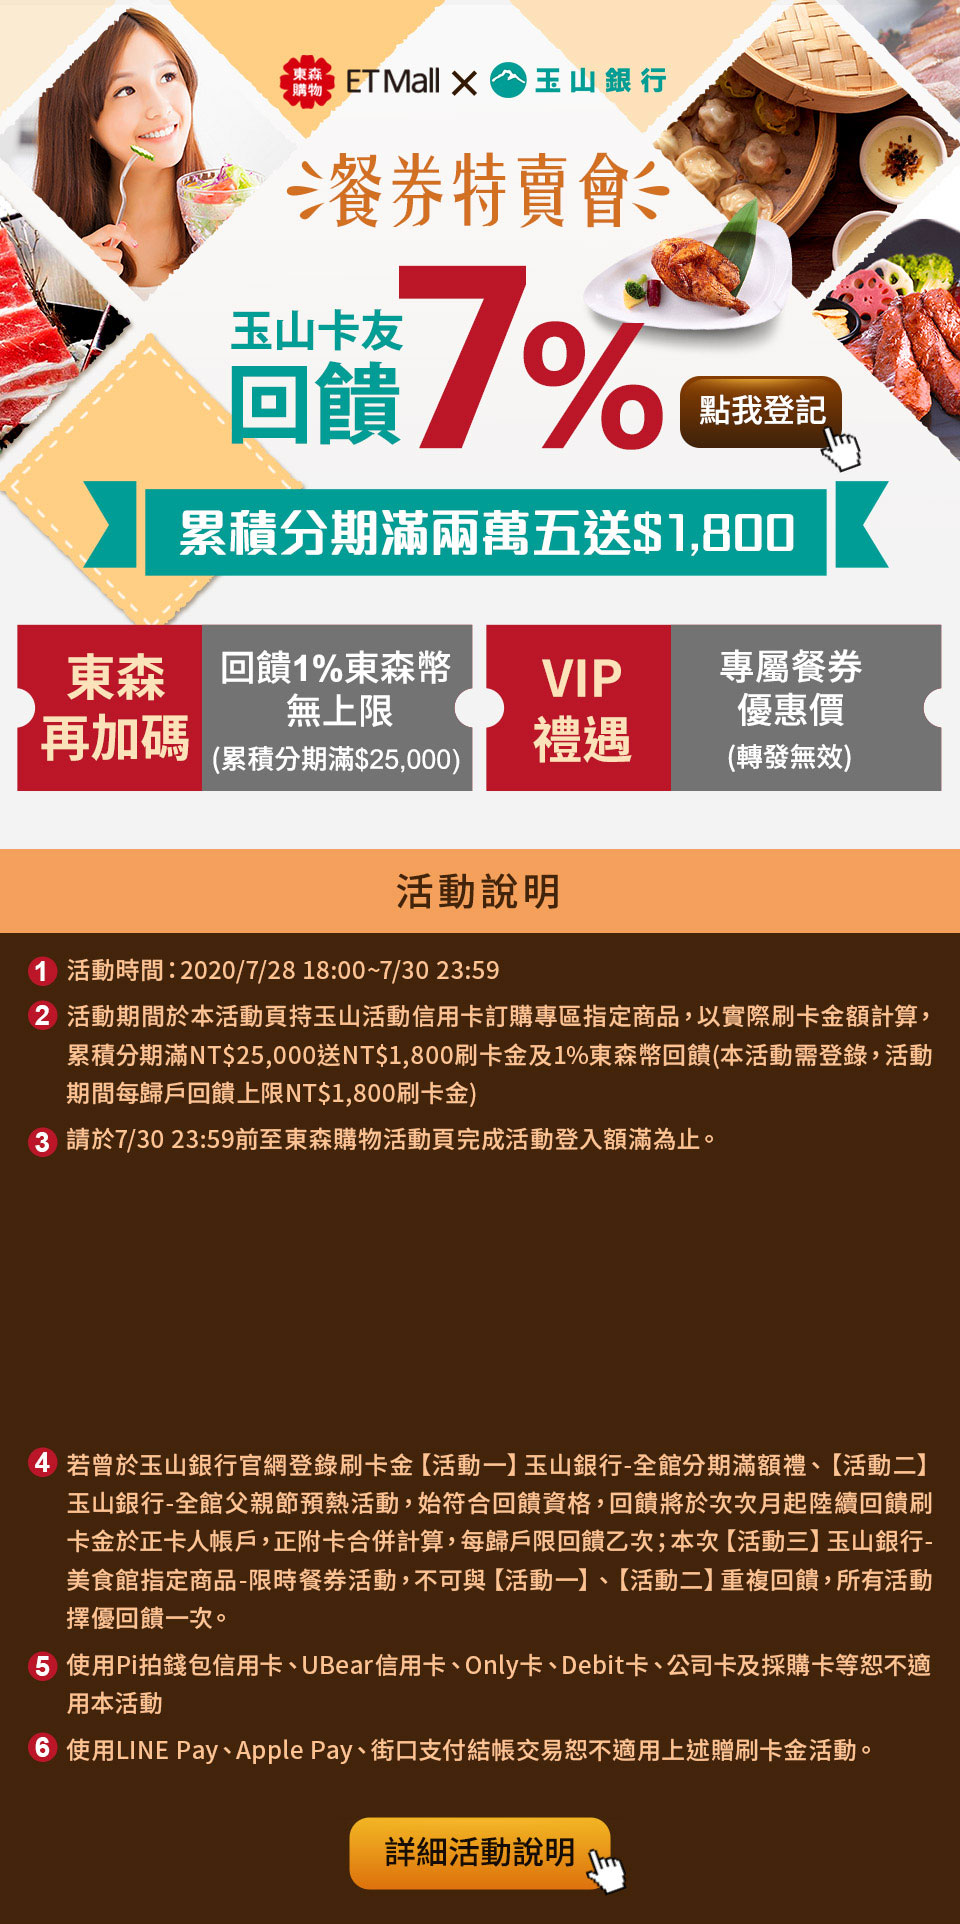 東森
購物
ETMall × 玉山銀行
餐券特賣會
玉山卡友
回饋
7%
點我登記
累積分期滿兩萬五送$1,800
東森
再加碼
回饋1%東森幣
無上限
(累積分期滿$25,000)
VIP
禮遇
專屬餐券
優惠價
(轉發無效)
活動說明
1 活動時間：2020/7/28 18:00~7/30 23:59
2 活動期間於本活動頁持玉山活動信用卡訂購專區指定商品，以實際刷卡金額計算，
累積分期滿NT$25,000送NT$1,800刷卡金及1%東森幣回饋(本活動需登錄，活動
期間每歸戶回饋上限NT$1,800刷卡金)
3 請於7/30 23:59前至東森購物活動頁完成活動登入額滿為止。
4 若曾於玉山銀行官網登錄刷卡金【活動一】玉山銀行-全館分期滿額禮、【活動二】
玉山銀行-全館父親節預熱活動，始符合回饋資格，回饋將於次次月起陸續回饋刷
卡金於正卡人帳戶，正附卡合併計算，每歸戶限回饋乙次；本次【活動三】玉山銀行-
美食館指定商品-限時餐券活動，不可與【活動一】、【活動二】重複回饋，所有活動
擇優回饋一次。
5 使用Pi拍錢包信用卡、UBear信用卡、Only卡、Debit卡、公司卡及採購卡等恕不適
用本活動
6 使用LINE Pay、Apple Pay、街口支付結帳交易恕不適用上述贈刷卡金活動。
詳細活動說明